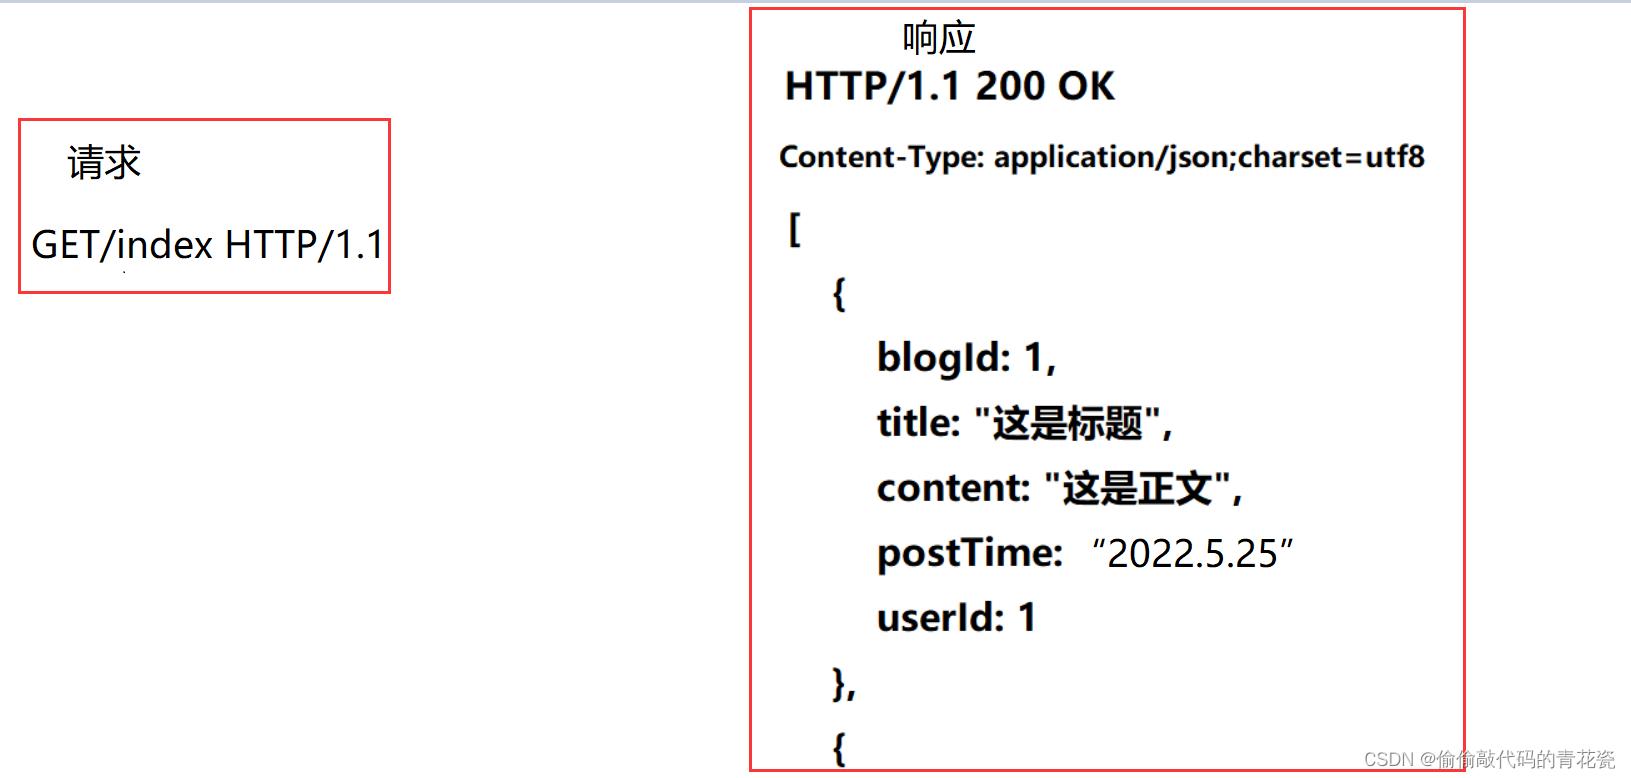 请求
GET/index HTTP/1.1
响应
HTTP/1.1 200 OK
Content-Type: application/json;charset=utf8
[
{
blogId: 1,
title: "这是标题",
content: "这是正文",
postTime: “2022.5.25”
userId: 1
},
{
CSDN @偷偷敲代码的青花瓷